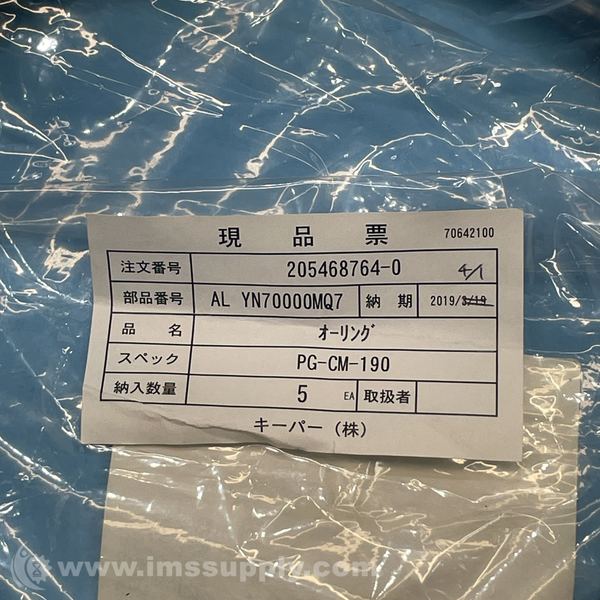 現品票 70642100
注文番号 205468764-0
4/1
部品番号 AL YN70000MQ7 納期 2019/3/19
品名 オーリング
スペック PG-CM-190
納入数量 5 EA 取扱者
キーパー(株)
www.imssupply.com